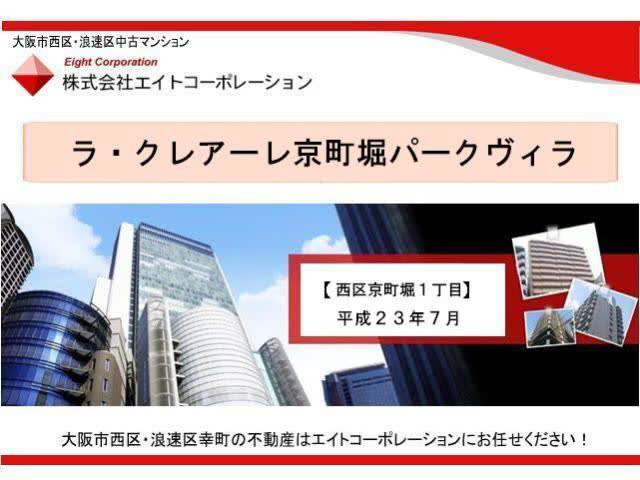 大阪市西区・浪速区中古マンション
Eight Corporation
株式会社エイトコーポレーション
ラ・クレアーレ京町堀パークヴィラ
【西区京町堀１丁目】
平成２３年７月
大阪市西区・浪速区幸町の不動産はエイトコーポレーションにお任せください！